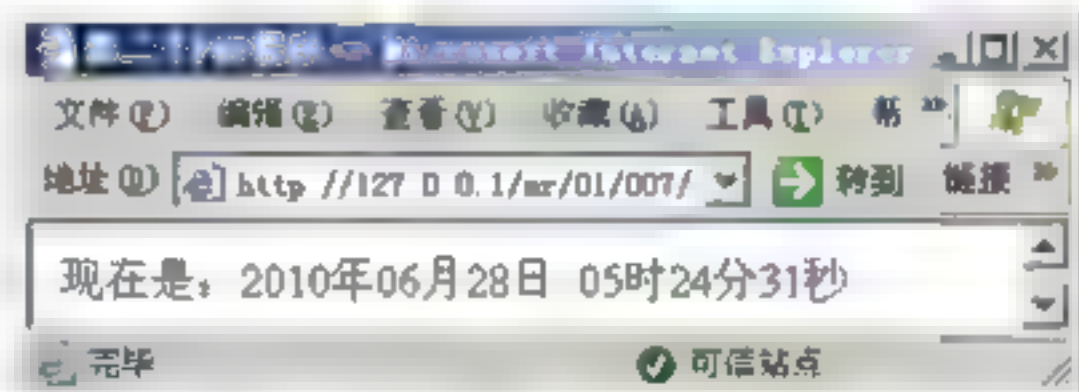 Microsoft Internet Explorer
文件(F) 编辑(E) 查看(V) 收藏(A) 工具(T) 帮
地址(D) http //127 0 0.1/mr/01/007/ 转到 链接
现在是：2010年06月28日 05时24分31秒
完毕 可信站点